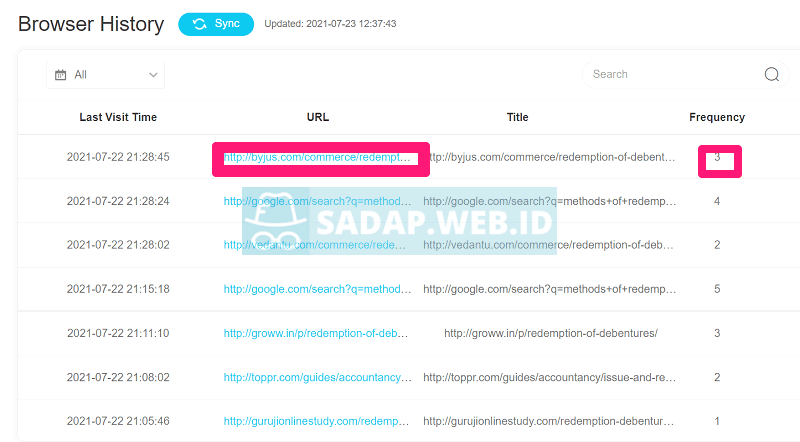 Browser History Sync Updated: 2021-07-23 12:37:43
All Search
Last Visit Time URL Title Frequency
2021-07-22 21:28:45 http://byjus.com/commerce/redempt… http://byjus.com/commerce/redemption-of-debent… 3
2021-07-22 21:28:24 http://google.com/search?q=method… http://google.com/search?q=methods+of+redemp… 4
SADAP.WEB.ID
2021-07-22 21:28:02 http://vedantu.com/commerce/rede… http://vedantu.com/commerce/redemption-of-deb… 2
2021-07-22 21:15:18 http://google.com/search?q=method… http://google.com/search?q=methods+of+redemp… 5
2021-07-22 21:11:10 http://groww.in/p/redemption-of-deb… http://groww.in/p/redemption-of-debentures/ 3
2021-07-22 21:08:02 http://toppr.com/guides/accountancy… http://toppr.com/guides/accountancy/issue-and-re… 2
2021-07-22 21:05:46 http://gurujionlinestudy.com/redemp… http://gurujionlinestudy.com/redemption-debentur… 1